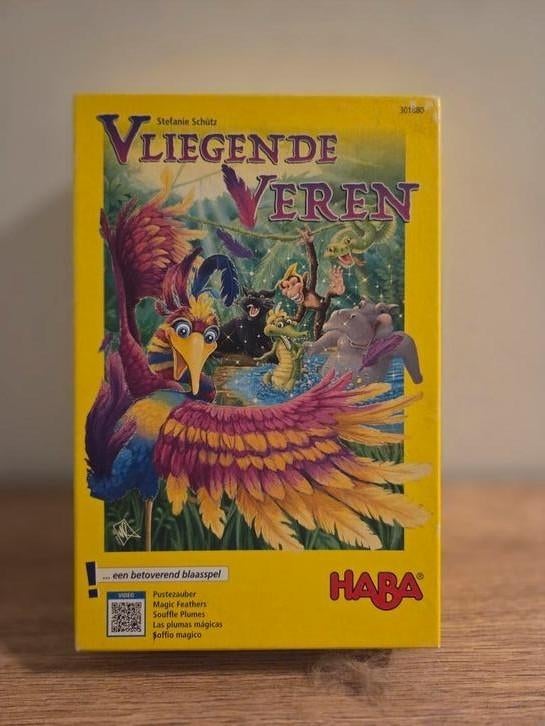 301880
Stefanie Schütz
VLIEGENDE
VEREN
... een betoverend blaasspel
HABA®
VIDEO
Pustezauber
Magic Feathers
Souffle Plumes
Las plumas mágicas
Soffio magico